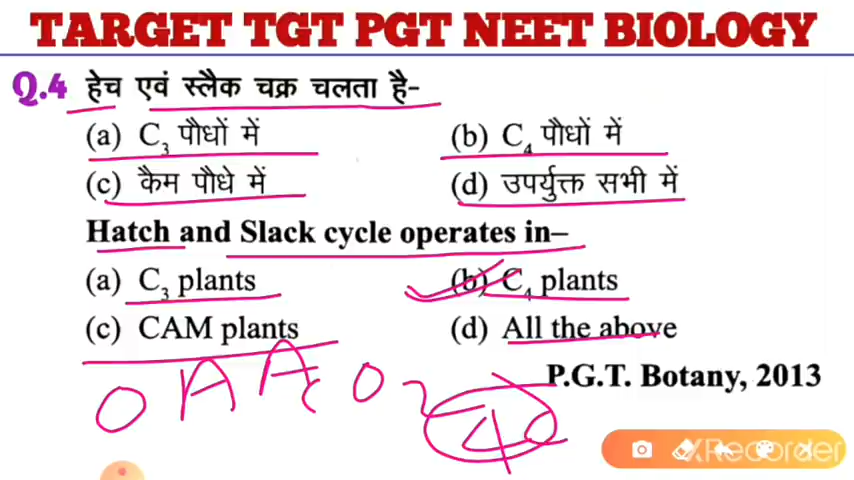 TARGET TGT PGT NEET BIOLOGY
Q.4 हेच एवं स्लैक चक्र चलता है-
(a) C₃ पौधों में (b) C₄ पौधों में
(c) कैम पौधे में (d) उपर्युक्त सभी में
Hatch and Slack cycle operates in–
(a) C₃ plants (b) C₄ plants
(c) CAM plants (d) All the above
P.G.T. Botany, 2013
OAA
XRecorder